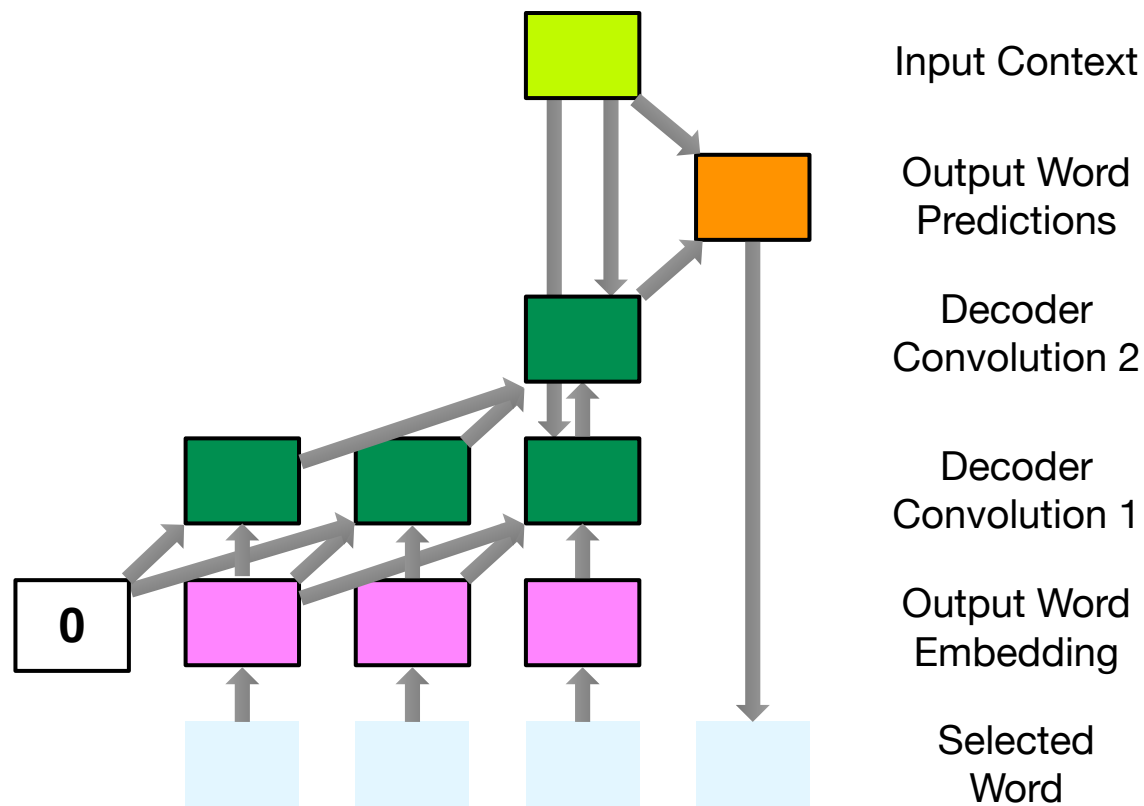 Input Context
Output Word
Predictions
Decoder
Convolution 2
Decoder
Convolution 1
0
Output Word
Embedding
Selected
Word